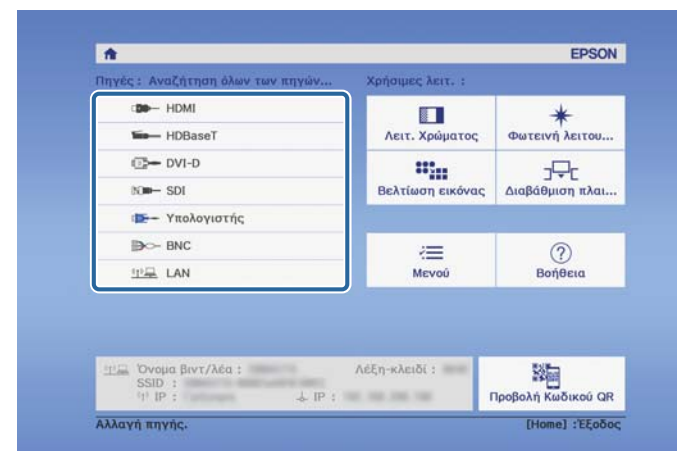 EPSON
Πηγές : Αναζήτηση όλων των πηγών...
Χρήσιμες λειτ. :
HDMI
HDBaseT
DVI-D
SDI
Υπολογιστής
BNC
LAN
Λειτ. Χρώματος
Φωτεινή λειτου...
Βελτίωση εικόνας
Διαβάθμιση πλαι...
Μενού
Βοήθεια
Όνομα βιντ/λέα :
Λέξη-κλειδί :
SSID :
IP :
IP :
Προβολή Κωδικού QR
Αλλαγή πηγής.
[Home] :Έξοδος